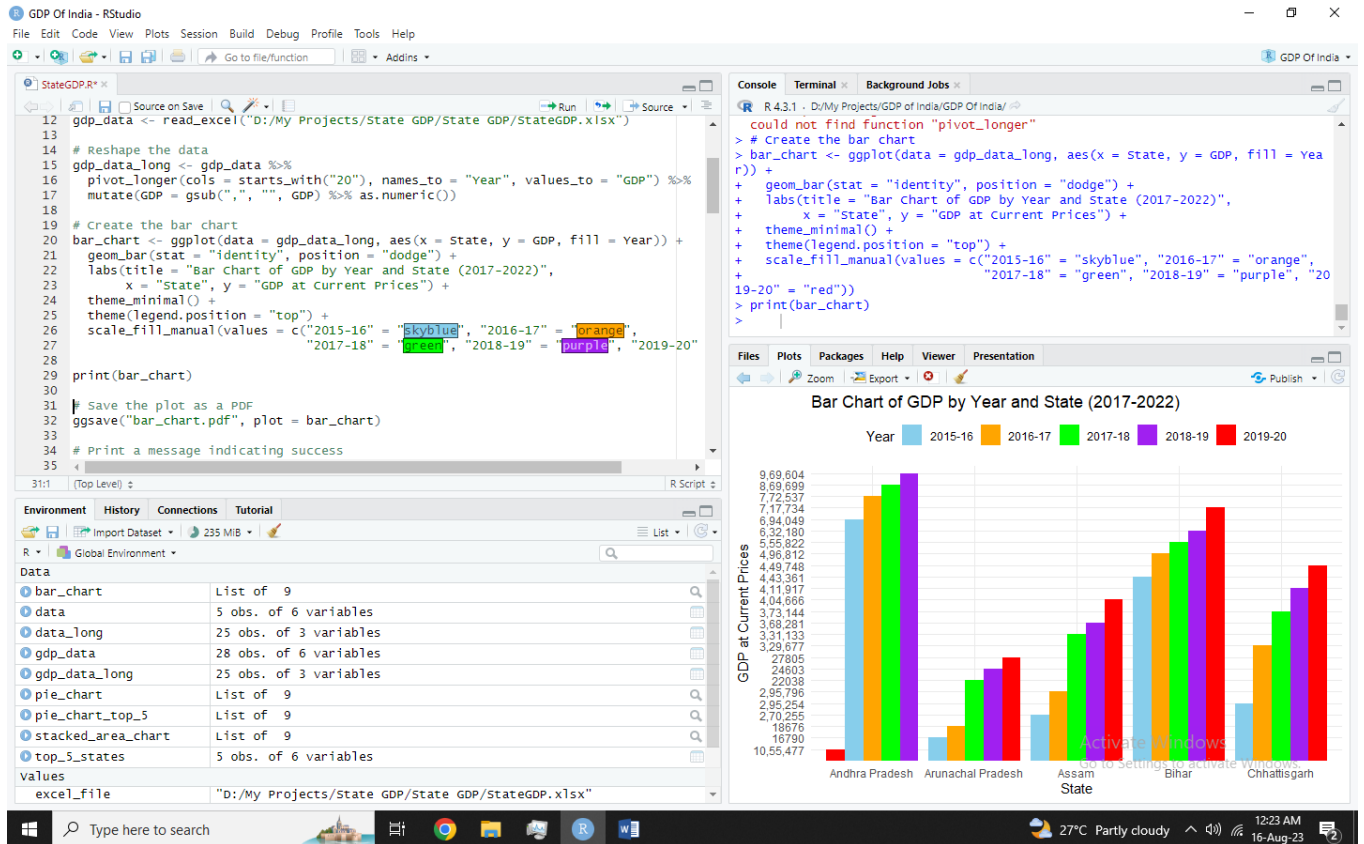 GDP Of India - RStudio
File Edit Code View Plots Session Build Debug Profile Tools Help
Go to file/function Addins GDP Of India
StateGDP.R*
Source on Save Run Source
12 gdp_data <- read_excel("D:/My Projects/State GDP/State GDP/StateGDP.xlsx")
13
14 # Reshape the data
15 gdp_data_long <- gdp_data %>%
16 pivot_longer(cols = starts_with("20"), names_to = "Year", values_to = "GDP") %>%
17 mutate(GDP = gsub(",", "", GDP) %>% as.numeric())
18
19 # Create the bar chart
20 bar_chart <- ggplot(data = gdp_data_long, aes(x = State, y = GDP, fill = Year)) +
21 geom_bar(stat = "identity", position = "dodge") +
22 labs(title = "Bar Chart of GDP by Year and State (2017-2022)",
23 x = "State", y = "GDP at Current Prices") +
24 theme_minimal() +
25 theme(legend.position = "top") +
26 scale_fill_manual(values = c("2015-16" = "skyblue", "2016-17" = "orange",
27 "2017-18" = "green", "2018-19" = "purple", "2019-20"
28
29 print(bar_chart)
30
31 # Save the plot as a PDF
32 ggsave("bar_chart.pdf", plot = bar_chart)
33
34 # Print a message indicating success
35
31:1 (Top Level) R Script
Environment History Connections Tutorial
Import Dataset 235 MiB List
R Global Environment
Data
bar_chart List of 9
data 5 obs. of 6 variables
data_long 25 obs. of 3 variables
gdp_data 28 obs. of 6 variables
gdp_data_long 25 obs. of 3 variables
pie_chart List of 9
pie_chart_top_5 List of 9
stacked_area_chart List of 9
top_5_states 5 obs. of 6 variables
Values
excel_file "D:/My Projects/State GDP/State GDP/StateGDP.xlsx"
Console Terminal Background Jobs
R 4.3.1 · D:/My Projects/GDP of India/GDP Of India/
could not find function "pivot_longer"
> # Create the bar chart
> bar_chart <- ggplot(data = gdp_data_long, aes(x = State, y = GDP, fill = Yea
r)) +
+ geom_bar(stat = "identity", position = "dodge") +
+ labs(title = "Bar Chart of GDP by Year and State (2017-2022)",
+ x = "State", y = "GDP at Current Prices") +
+ theme_minimal() +
+ theme(legend.position = "top") +
+ scale_fill_manual(values = c("2015-16" = "skyblue", "2016-17" = "orange",
+ "2017-18" = "green", "2018-19" = "purple", "20
19-20" = "red"))
> print(bar_chart)
>
Files Plots Packages Help Viewer Presentation
Zoom Export Publish
Bar Chart of GDP by Year and State (2017-2022)
Year 2015-16 2016-17 2017-18 2018-19 2019-20
GDP at Current Prices
9,69,604
8,69,699
7,72,537
7,17,734
6,94,049
6,32,180
5,55,822
4,96,812
4,49,748
4,43,361
4,11,917
4,04,666
3,73,144
3,68,281
3,31,133
3,29,677
27805
24603
22038
2,95,796
2,95,254
2,70,255
18676
16790
10,55,477
Andhra Pradesh Arunachal Pradesh Assam Bihar Chhattisgarh
State
Activate Windows
Go to Settings to activate Windows.
Type here to search
27°C Partly cloudy
12:23 AM
16-Aug-23
2